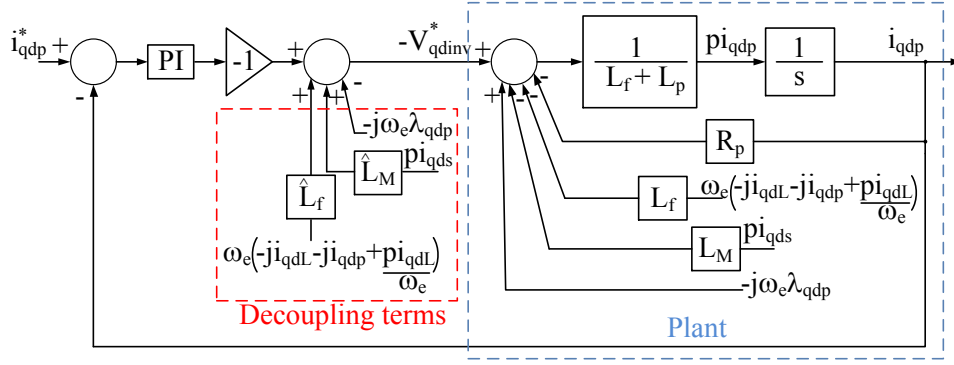 i*qdp + - PI -1 + + + - -V*qdinv + - - - - + 1/(Lf + Lp) piqdp 1/s iqdp
-jωeλqdp
L̂M piqds
L̂f
ωe(-jiqdL-jiqdp+piqdL/ωe)
Decoupling terms
Rp
Lf ωe(-jiqdL-jiqdp+piqdL/ωe)
LM piqds
-jωeλqdp
Plant